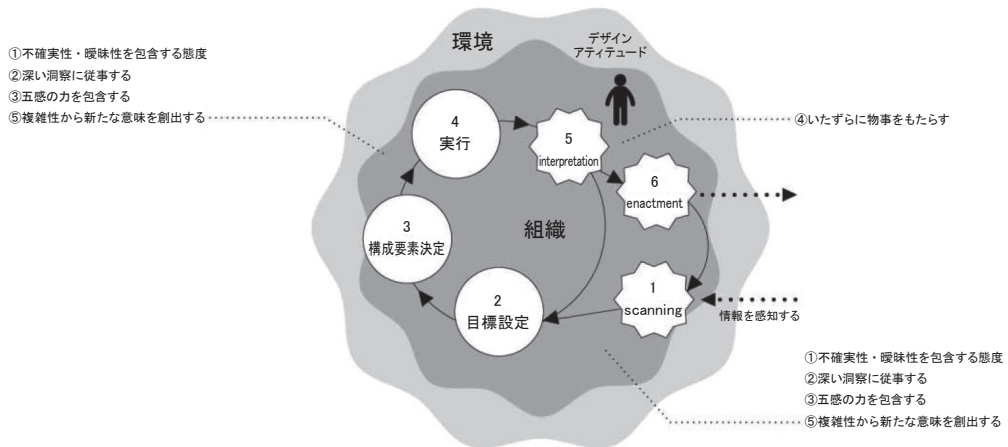 ①不確実性・曖昧性を包含する態度
②深い洞察に従事する
③五感の力を包含する
⑤複雑性から新たな意味を創出する
環境
デザイン
アティテュード
4
実行
5
interpretation
④いたずらに物事をもたらす
6
enactment
3
構成要素決定
組織
2
目標設定
1
scanning
情報を感知する
①不確実性・曖昧性を包含する態度
②深い洞察に従事する
③五感の力を包含する
⑤複雑性から新たな意味を創出する